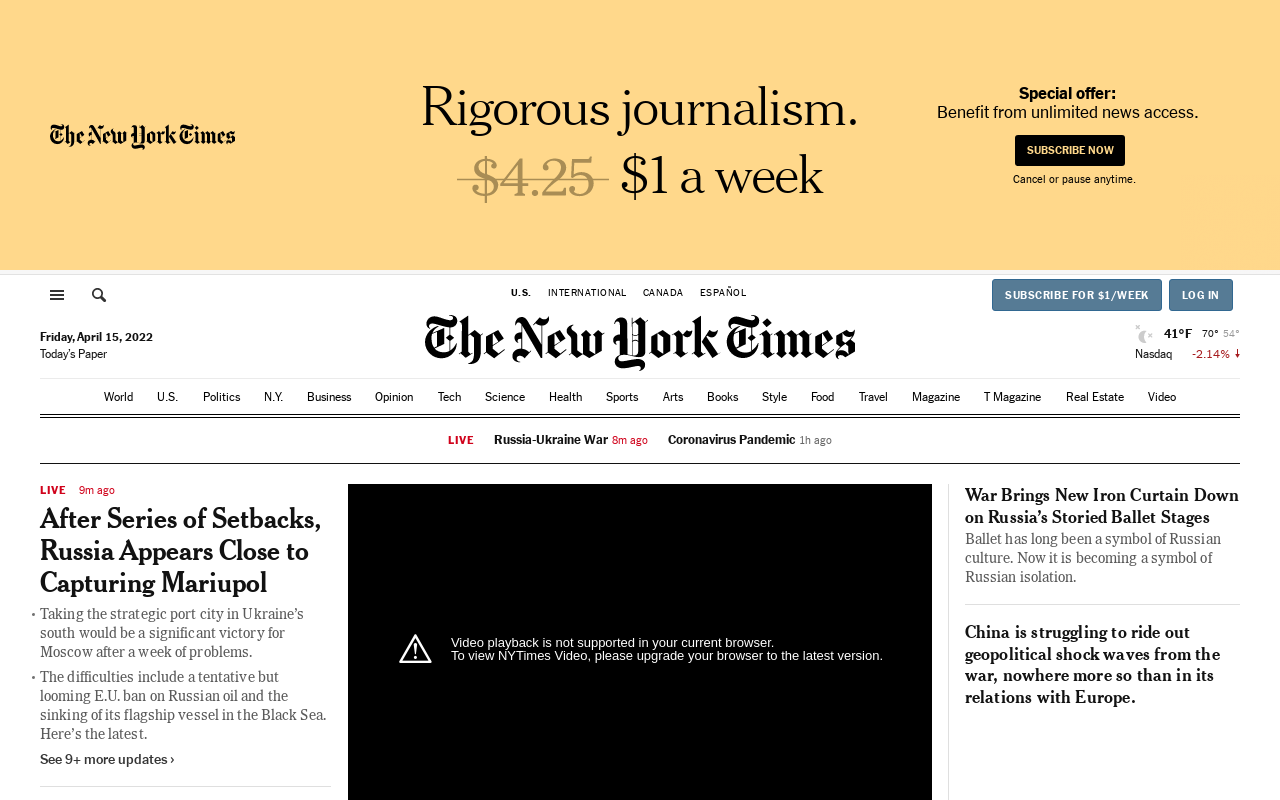 The New York Times
Rigorous journalism.
$4.25 $1 a week
Special offer:
Benefit from unlimited news access.
SUBSCRIBE NOW
Cancel or pause anytime.
U.S. INTERNATIONAL CANADA ESPAÑOL
SUBSCRIBE FOR $1/WEEK LOG IN
Friday, April 15, 2022
Today's Paper
The New York Times
41°F 70° 54°
Nasdaq -2.14%
World U.S. Politics N.Y. Business Opinion Tech Science Health Sports Arts Books Style Food Travel Magazine T Magazine Real Estate Video
LIVE Russia-Ukraine War 8m ago Coronavirus Pandemic 1h ago
LIVE 9m ago
After Series of Setbacks,
Russia Appears Close to
Capturing Mariupol
• Taking the strategic port city in Ukraine’s
south would be a significant victory for
Moscow after a week of problems.
• The difficulties include a tentative but
looming E.U. ban on Russian oil and the
sinking of its flagship vessel in the Black Sea.
Here’s the latest.
See 9+ more updates ›
Video playback is not supported in your current browser.
To view NYTimes Video, please upgrade your browser to the latest version.
War Brings New Iron Curtain Down
on Russia’s Storied Ballet Stages
Ballet has long been a symbol of Russian
culture. Now it is becoming a symbol of
Russian isolation.
China is struggling to ride out
geopolitical shock waves from the
war, nowhere more so than in its
relations with Europe.